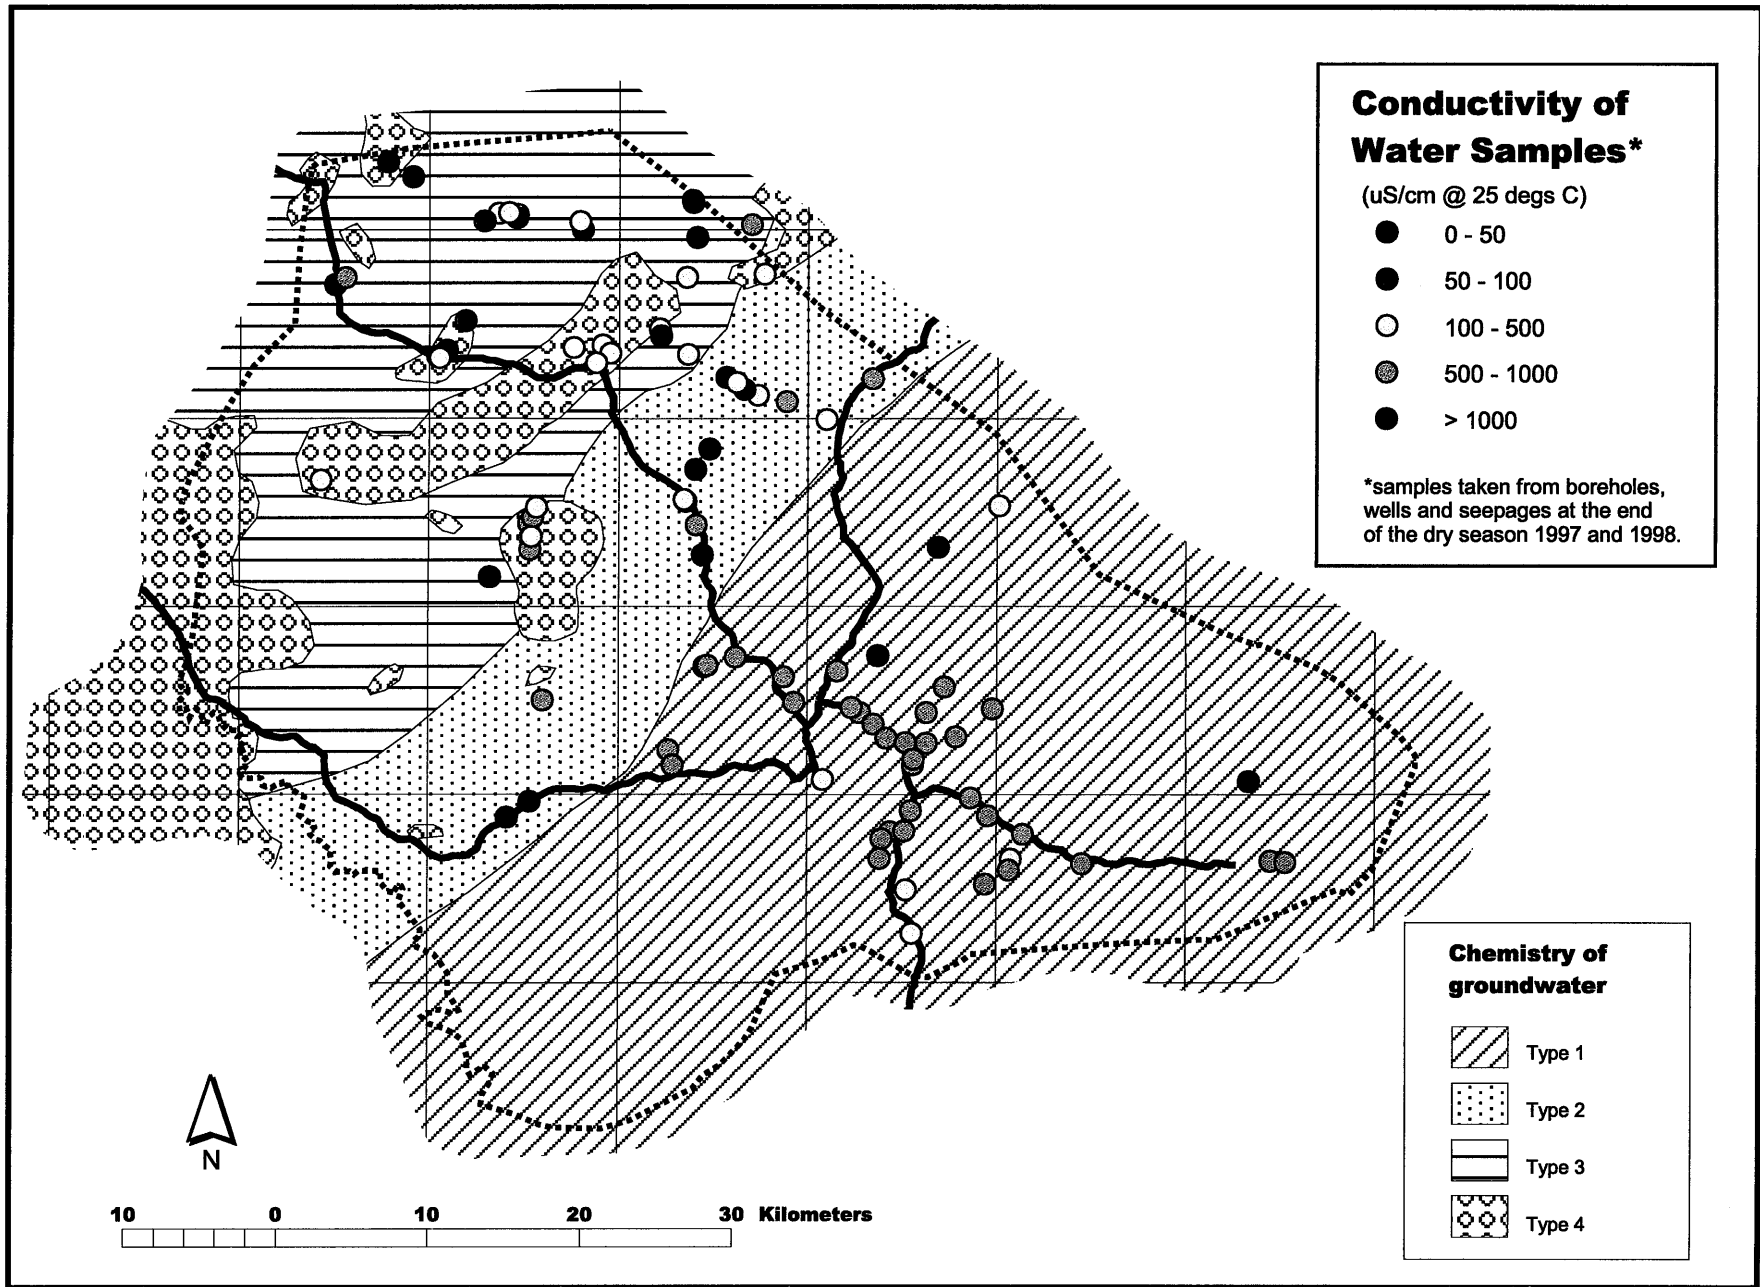 Conductivity of
Water Samples*
(uS/cm @ 25 degs C)
0 - 50
50 - 100
100 - 500
500 - 1000
> 1000
*samples taken from boreholes,
wells and seepages at the end
of the dry season 1997 and 1998.
Chemistry of
groundwater
Type 1
Type 2
Type 3
Type 4
N
10 0 10 20 30 Kilometers